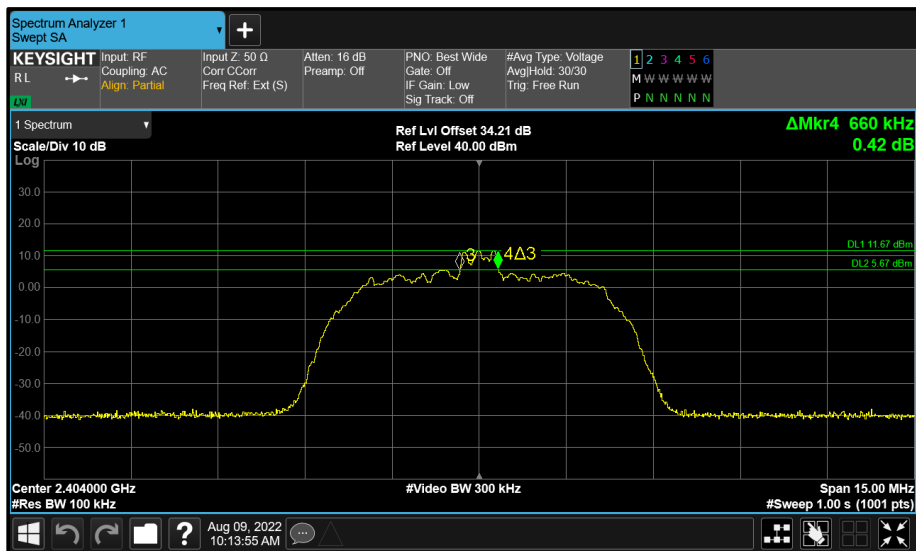 Spectrum Analyzer 1
Swept SA
KEYSIGHT
R L
LXI
Input: RF
Coupling: AC
Align: Partial
Input Z: 50 Ω
Corr CCorr
Freq Ref: Ext (S)
Atten: 16 dB
Preamp: Off
PNO: Best Wide
Gate: Off
IF Gain: Low
Sig Track: Off
#Avg Type: Voltage
Avg|Hold: 30/30
Trig: Free Run
1 2 3 4 5 6
M W W W W W
P N N N N N
1 Spectrum
Scale/Div 10 dB
Ref Lvl Offset 34.21 dB
Ref Level 40.00 dBm
ΔMkr4 660 kHz
0.42 dB
Log
30.0
20.0
10.0
0.00
-10.0
-20.0
-30.0
-40.0
-50.0
3
4Δ3
DL1 11.67 dBm
DL2 5.67 dBm
Center 2.404000 GHz
#Res BW 100 kHz
#Video BW 300 kHz
Span 15.00 MHz
#Sweep 1.00 s (1001 pts)
?
Aug 09, 2022
10:13:55 AM